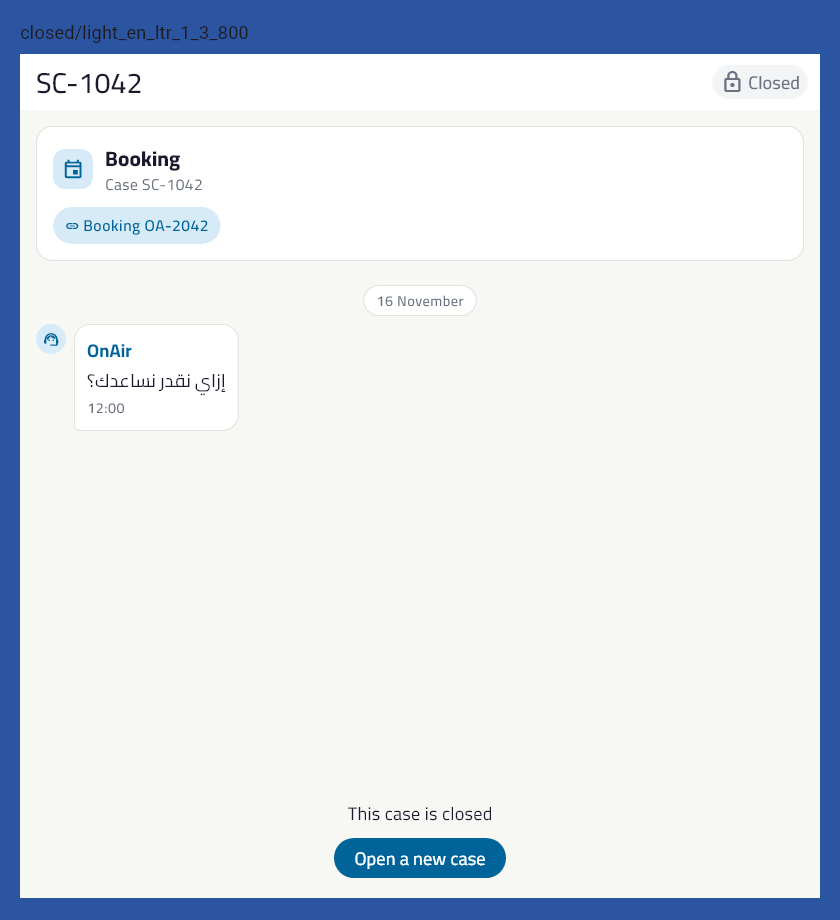 closed/light_en_ltr_1_3_800
SC-1042
Closed
Booking
Case SC-1042
Booking OA-2042
16 November
OnAir
إزاي نقدر نساعدك؟
12:00
This case is closed
Open a new case